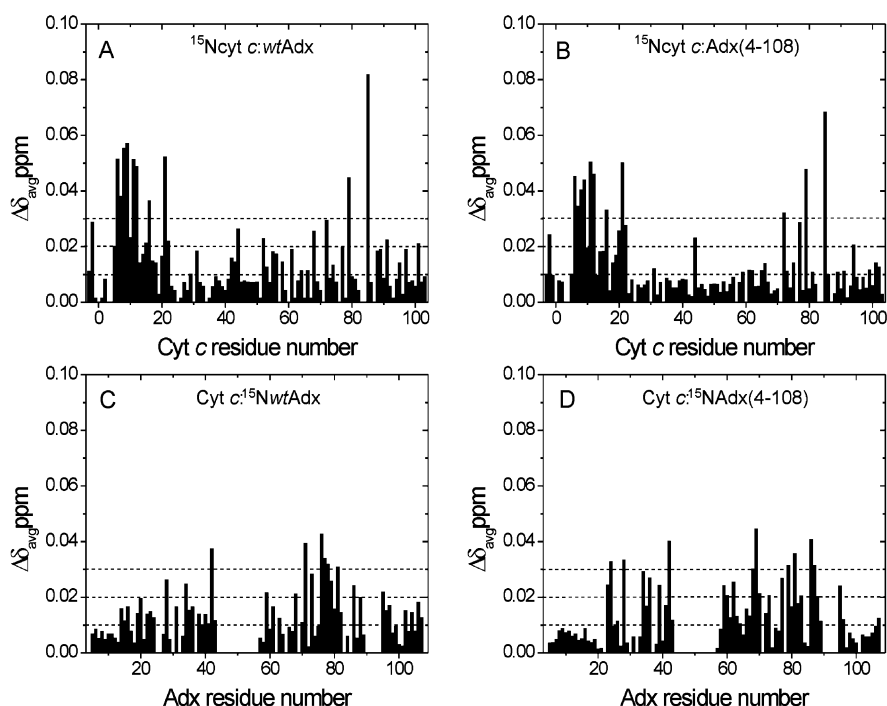 A
¹⁵Ncyt c:wtAdx
0.10
0.08
0.06
0.04
0.02
0.00
Δδavgppm
0 20 40 60 80 100
Cyt c residue number
B
¹⁵Ncyt c:Adx(4-108)
0.10
0.08
0.06
0.04
0.02
0.00
Δδavgppm
0 20 40 60 80 100
Cyt c residue number
C
Cyt c:¹⁵NwtAdx
0.10
0.08
0.06
0.04
0.02
0.00
Δδavgppm
20 40 60 80 100
Adx residue number
D
Cyt c:¹⁵NAdx(4-108)
0.10
0.08
0.06
0.04
0.02
0.00
Δδavgppm
20 40 60 80 100
Adx residue number